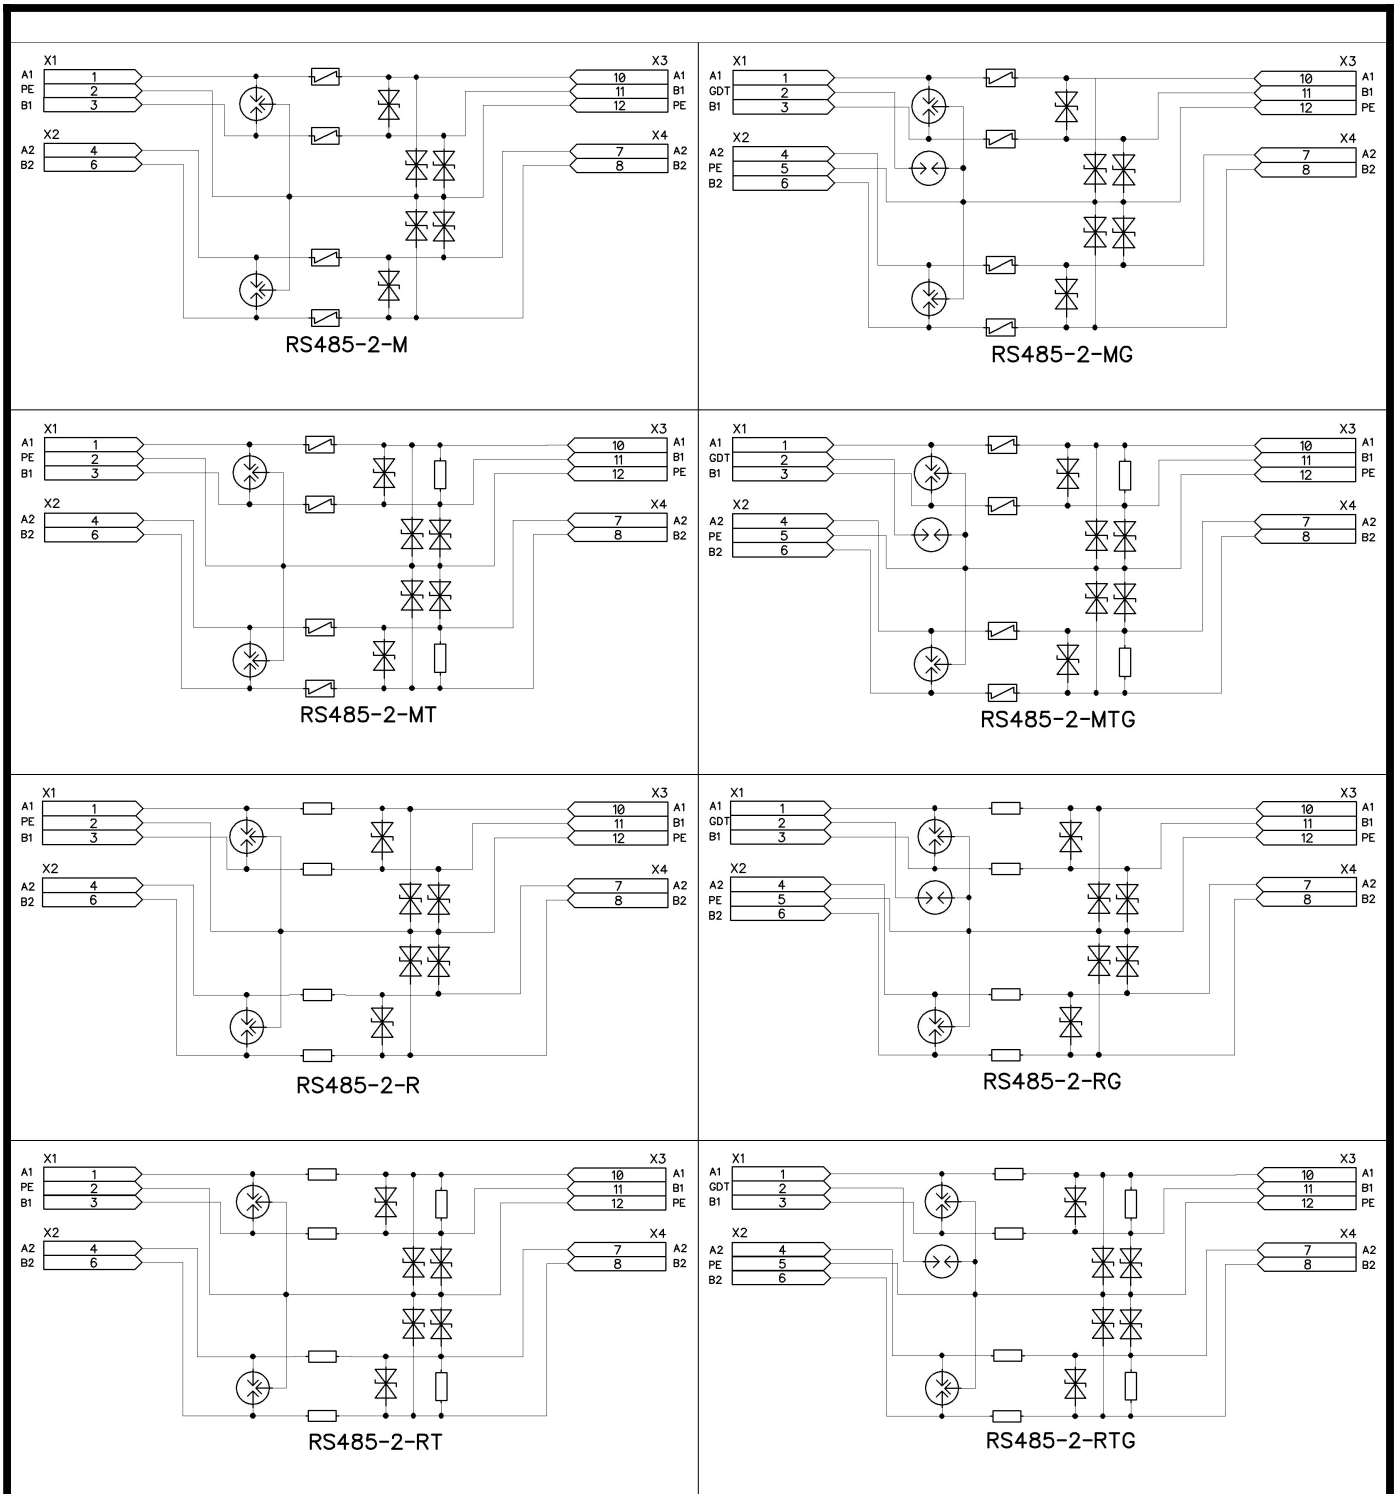 X1 X3
A1 1 10 A1
PE 2 11 B1
B1 3 12 PE
X2 X4
A2 4 7 A2
B2 6 8 B2
RS485-2-M
X1 X3
A1 1 10 A1
GDT 2 11 B1
B1 3 12 PE
X2 X4
A2 4 7 A2
PE 5 8 B2
B2 6
RS485-2-MG
X1 X3
A1 1 10 A1
PE 2 11 B1
B1 3 12 PE
X2 X4
A2 4 7 A2
B2 6 8 B2
RS485-2-MT
X1 X3
A1 1 10 A1
GDT 2 11 B1
B1 3 12 PE
X2 X4
A2 4 7 A2
PE 5 8 B2
B2 6
RS485-2-MTG
X1 X3
A1 1 10 A1
PE 2 11 B1
B1 3 12 PE
X2 X4
A2 4 7 A2
B2 6 8 B2
RS485-2-R
X1 X3
A1 1 10 A1
GDT 2 11 B1
B1 3 12 PE
X2 X4
A2 4 7 A2
PE 5 8 B2
B2 6
RS485-2-RG
X1 X3
A1 1 10 A1
PE 2 11 B1
B1 3 12 PE
X2 X4
A2 4 7 A2
B2 6 8 B2
RS485-2-RT
X1 X3
A1 1 10 A1
GDT 2 11 B1
B1 3 12 PE
X2 X4
A2 4 7 A2
PE 5 8 B2
B2 6
RS485-2-RTG